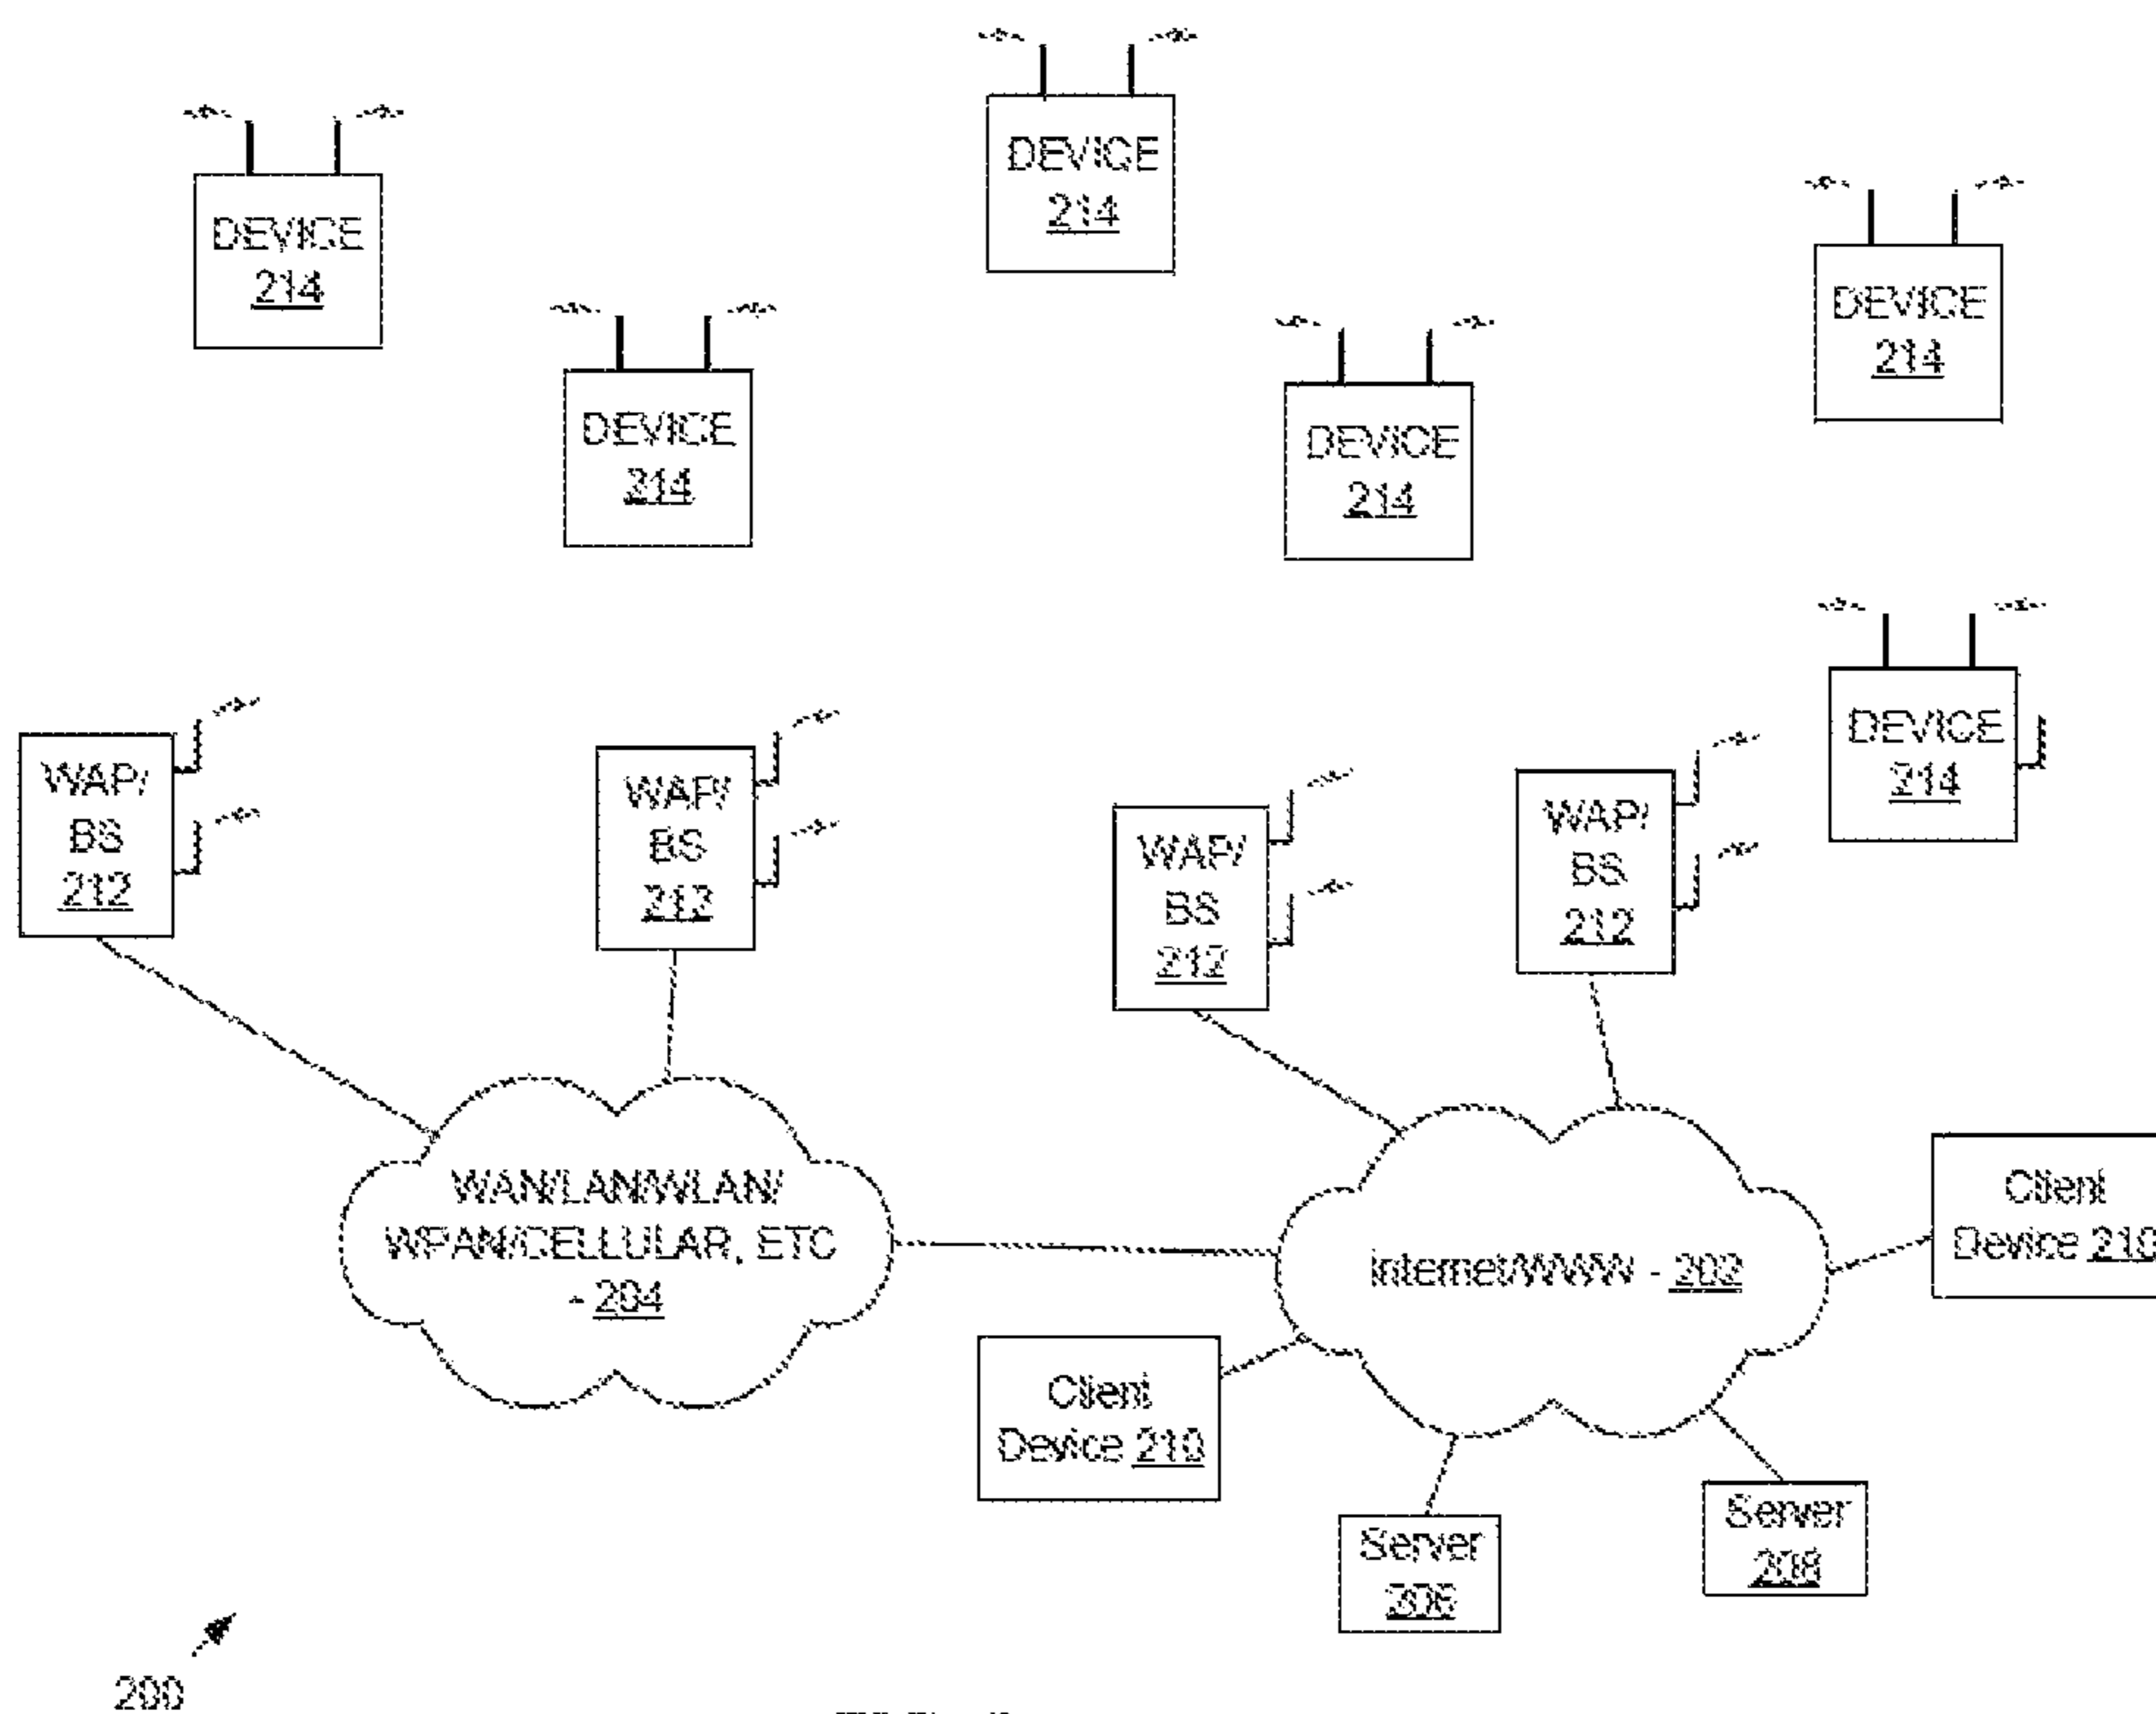 DEVICE
214
DEVICE
214
DEVICE
214
DEVICE
214
DEVICE
214
DEVICE
214
WAP/
BS
212
WAP/
BS
212
WAP/
BS
212
WAP/
BS
212
WAN/LAN/WLAN/
WPAN/CELLULAR, ETC
- 204
Internet/WWW - 202
Client
Device 210
Client
Device 210
Server
206
Server
208
200